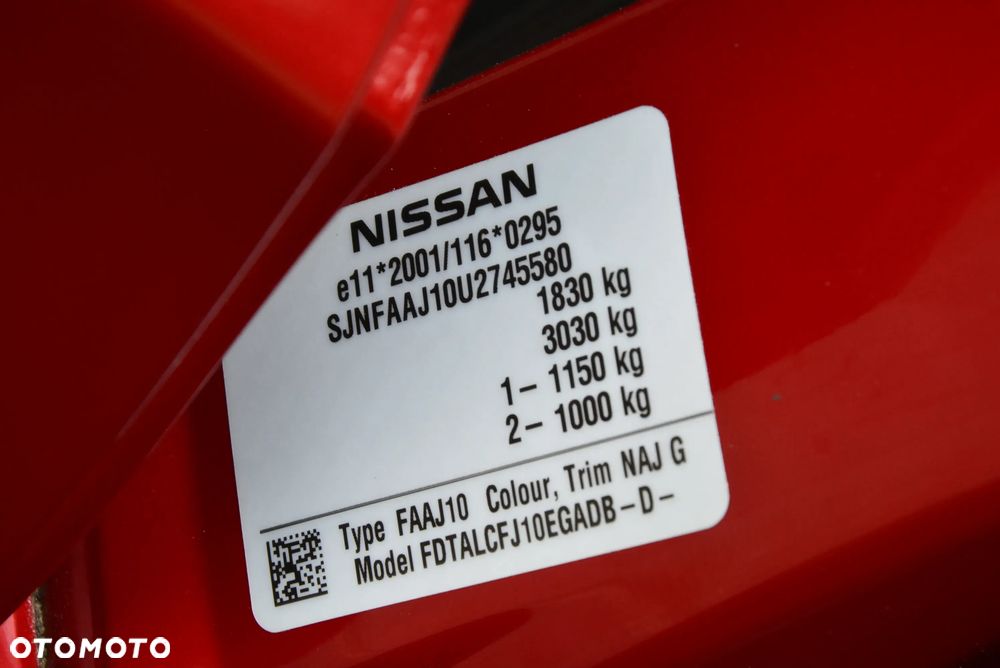 NISSAN
e11*2001/116*0295
SJNFAAJ10U2745580
1830 kg
3030 kg
1– 1150 kg
2– 1000 kg
Type FAAJ10 Colour, Trim NAJ G
Model FDTALCFJ10EGADB–D–
OTOMOTO